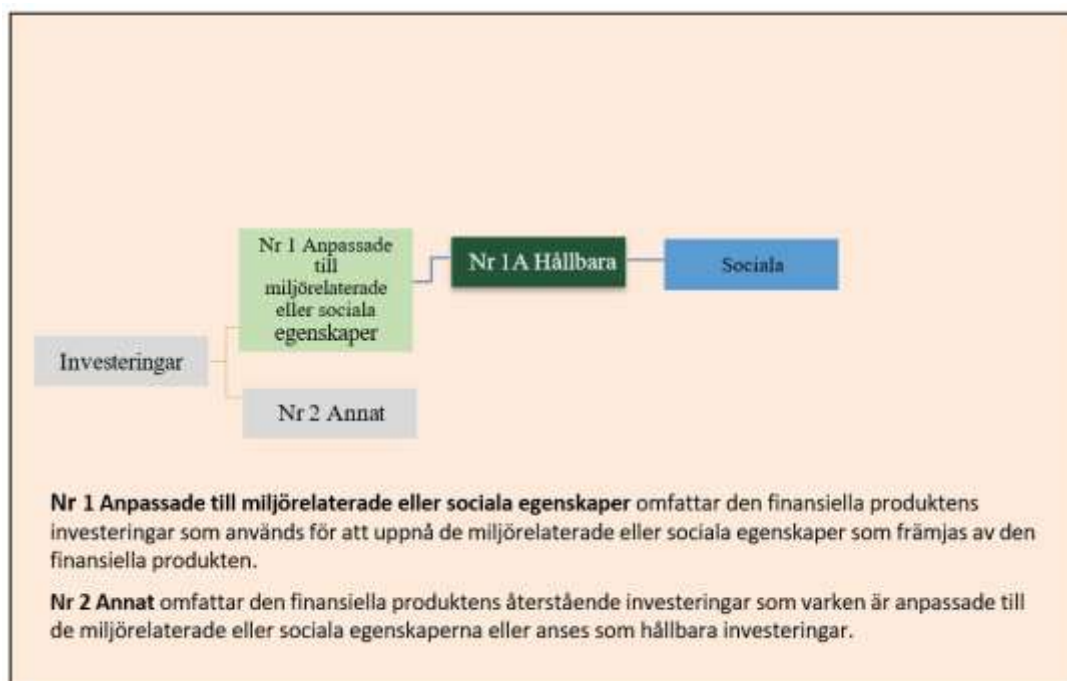 Nr 1 Anpassade
till
miljörelaterade
eller sociala
egenskaper
Nr 1A Hållbara
Sociala
Investeringar
Nr 2 Annat
Nr 1 Anpassade till miljörelaterade eller sociala egenskaper omfattar den finansiella produktens
investeringar som används för att uppnå de miljörelaterade eller sociala egenskaper som främjas av den
finansiella produkten.
Nr 2 Annat omfattar den finansiella produktens återstående investeringar som varken är anpassade till
de miljörelaterade eller sociala egenskaperna eller anses som hållbara investeringar.